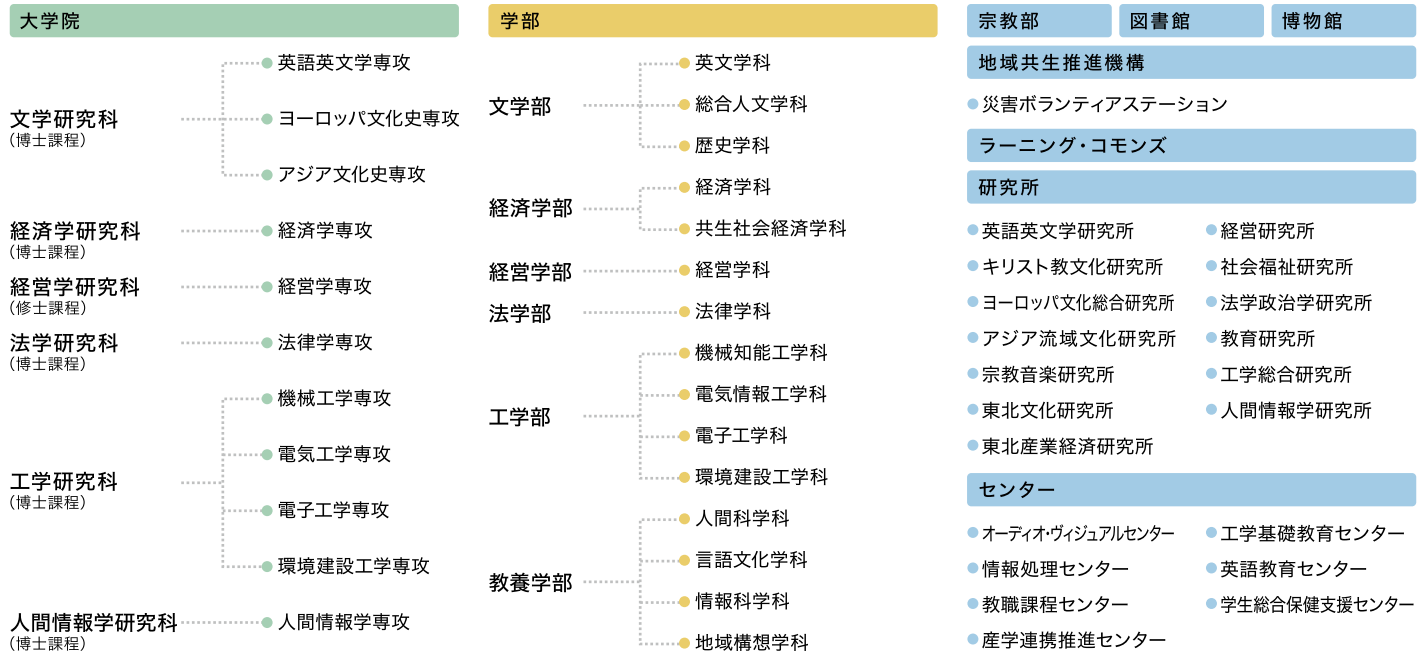 大学院
文学研究科
(博士課程)
英語英文学専攻
ヨーロッパ文化史専攻
アジア文化史専攻
経済学研究科
(博士課程)
経済学専攻
経営学研究科
(修士課程)
経営学専攻
法学研究科
(博士課程)
法律学専攻
工学研究科
(博士課程)
機械工学専攻
電気工学専攻
電子工学専攻
環境建設工学専攻
人間情報学研究科
(博士課程)
人間情報学専攻
学部
文学部
英文学科
総合人文学科
歴史学科
経済学部
経済学科
共生社会経済学科
経営学部
経営学科
法学部
法律学科
工学部
機械知能工学科
電気情報工学科
電子工学科
環境建設工学科
教養学部
人間科学科
言語文化学科
情報科学科
地域構想学科
宗教部
図書館
博物館
地域共生推進機構
災害ボランティアステーション
ラーニング・コモンズ
研究所
英語英文学研究所
キリスト教文化研究所
ヨーロッパ文化総合研究所
アジア流域文化研究所
宗教音楽研究所
東北文化研究所
東北産業経済研究所
経営研究所
社会福祉研究所
法学政治学研究所
教育研究所
工学総合研究所
人間情報学研究所
センター
オーディオ・ヴィジュアルセンター
情報処理センター
教職課程センター
産学連携推進センター
工学基礎教育センター
英語教育センター
学生総合保健支援センター